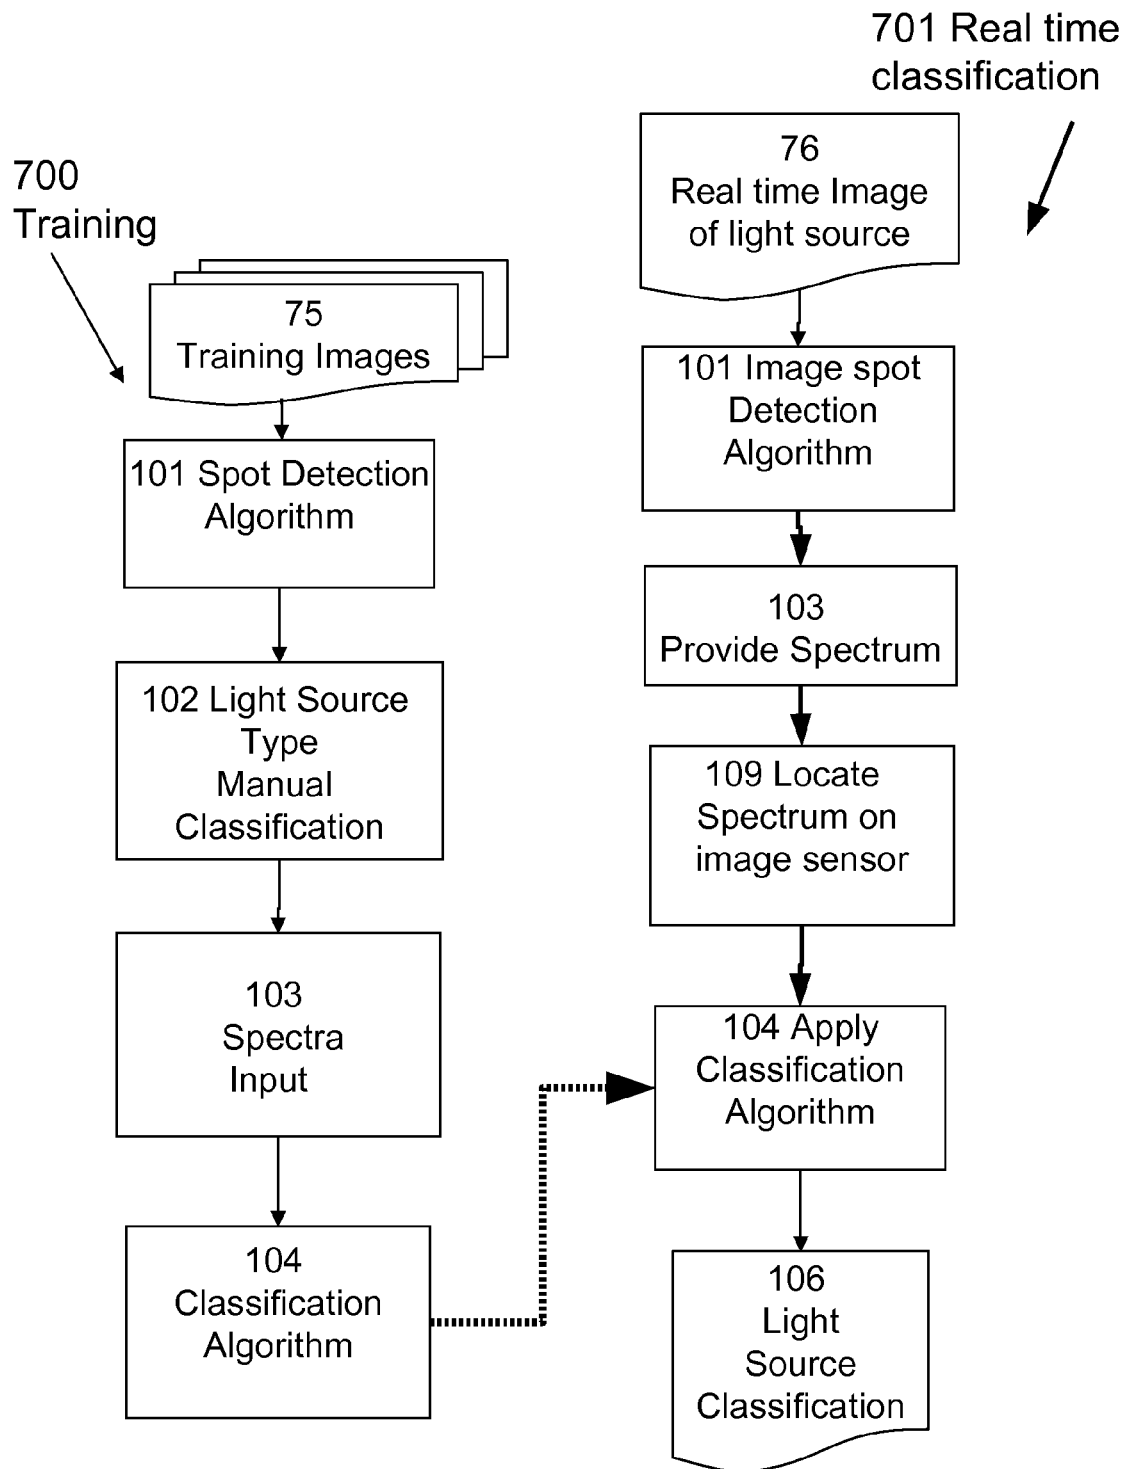 700
Training
75
Training Images
101 Spot Detection
Algorithm
102 Light Source
Type
Manual
Classification
103
Spectra
Input
104
Classification
Algorithm
701 Real time
classification
76
Real time Image
of light source
101 Image spot
Detection
Algorithm
103
Provide Spectrum
109 Locate
Spectrum on
image sensor
104 Apply
Classification
Algorithm
106
Light
Source
Classification